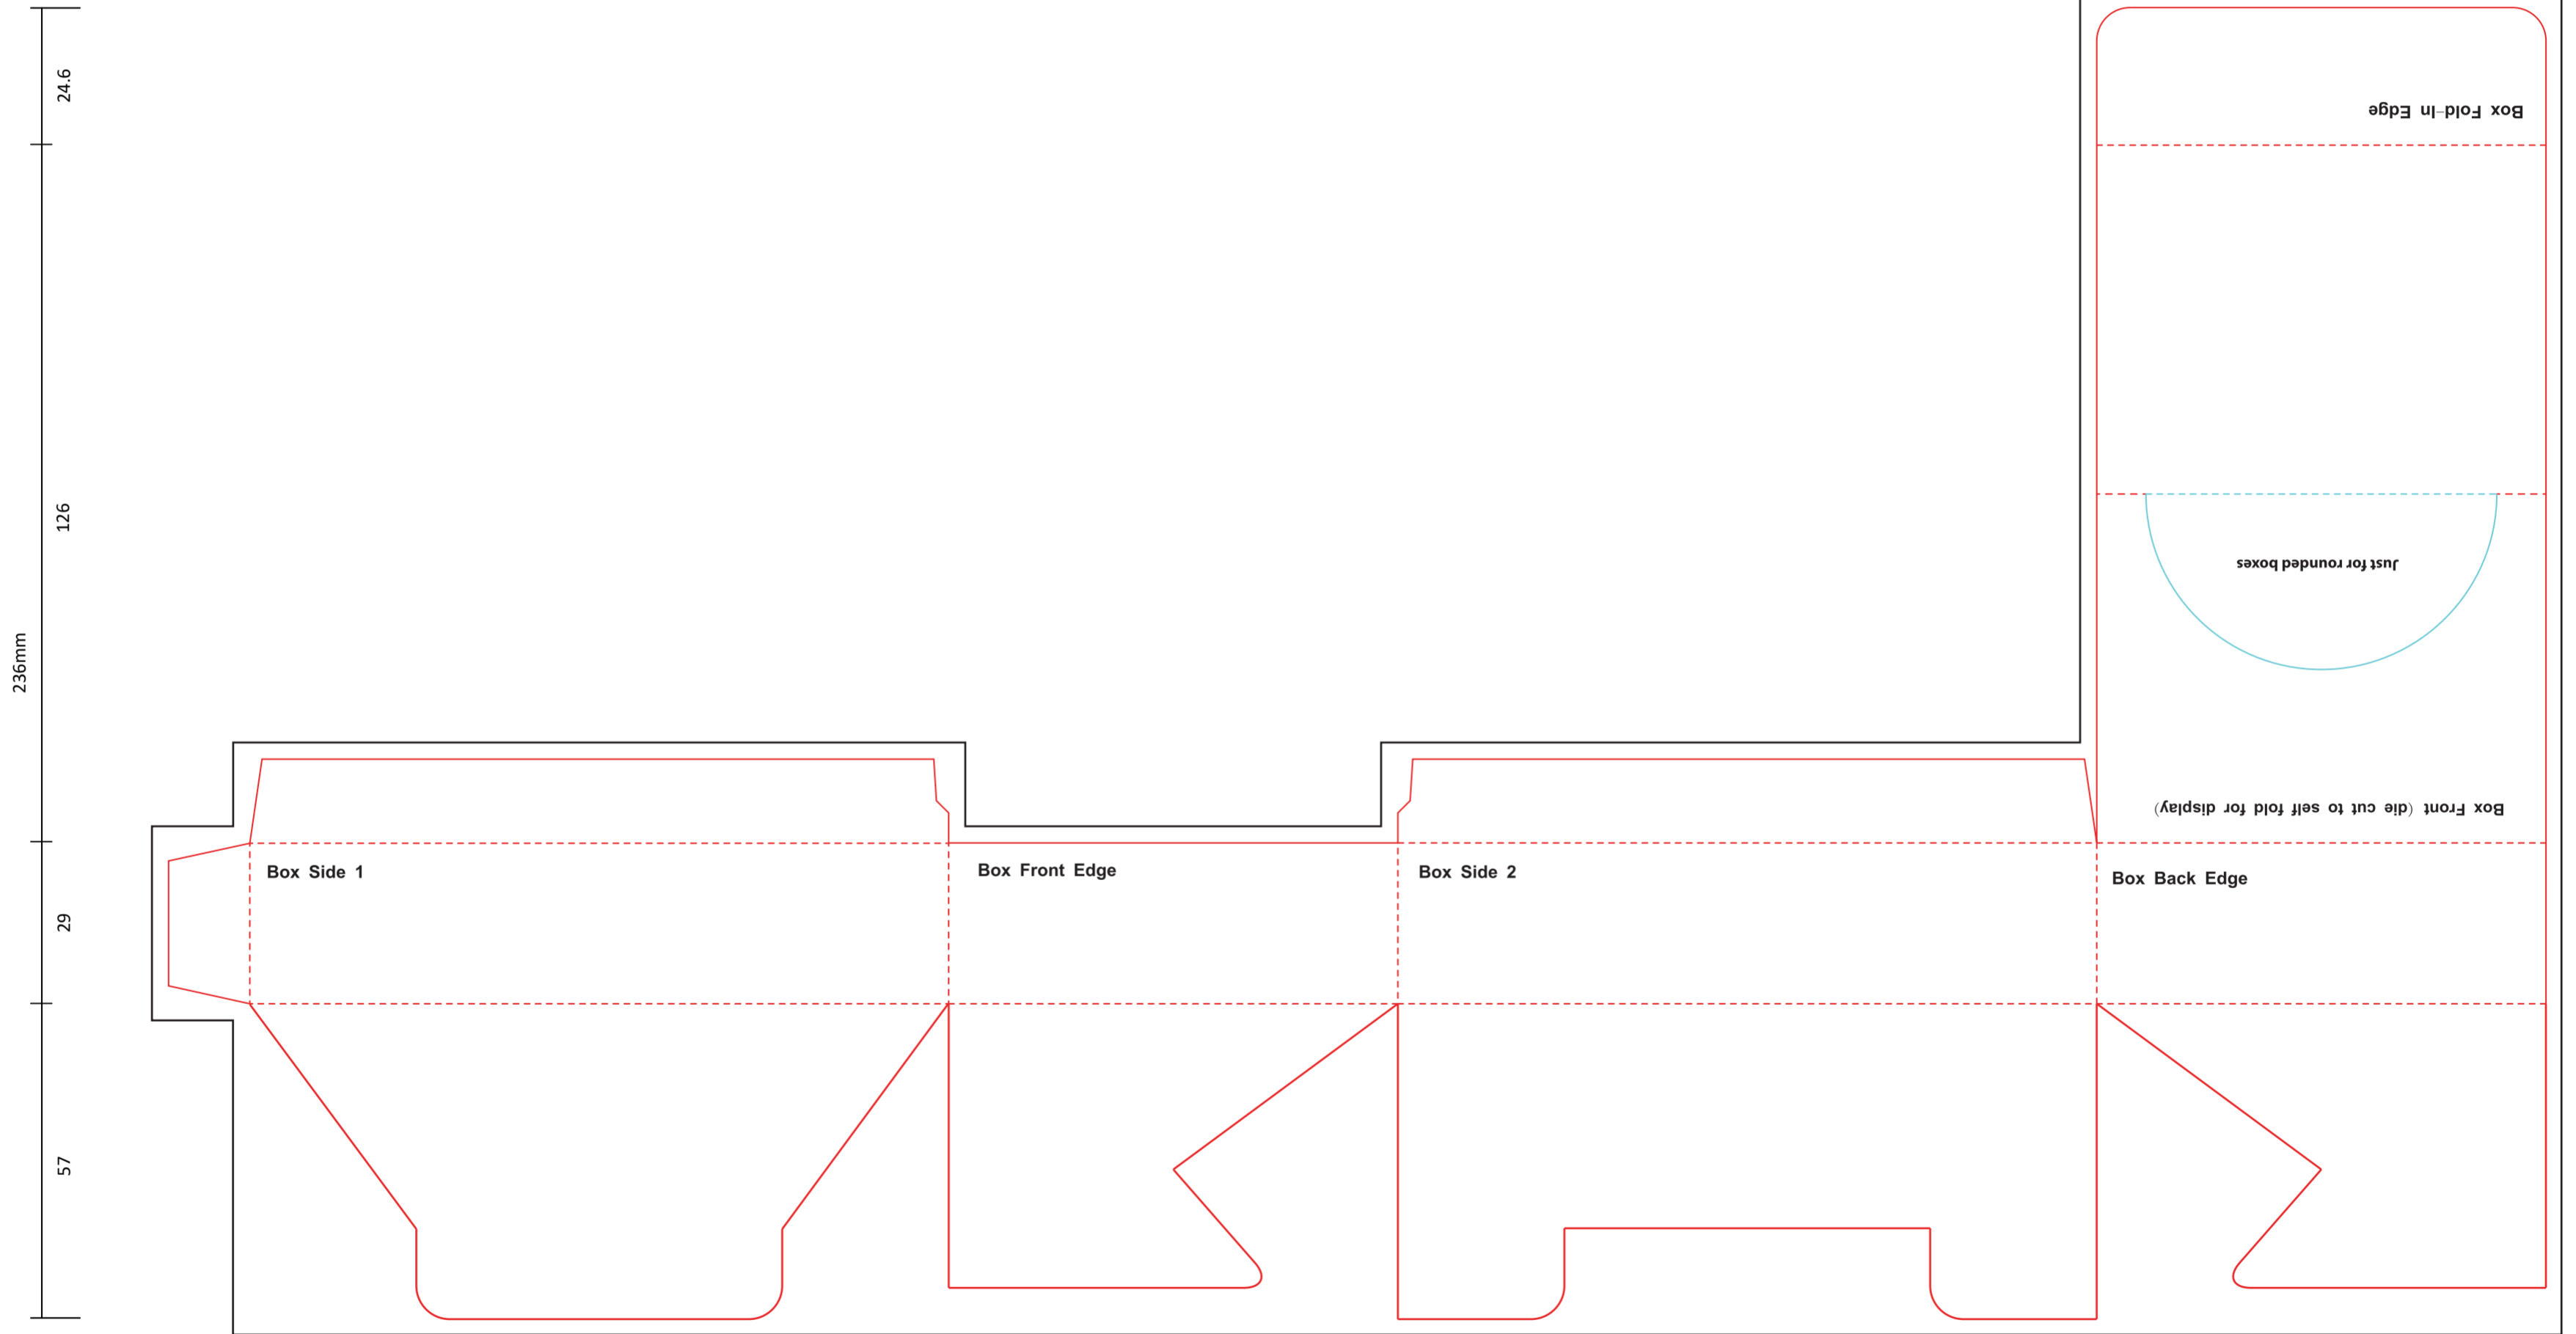 24.6
126
236mm
29
57
Box Fold-In Edge
Just for rounded boxes
Box Front (die cut to self fold for display)
Box Side 1
Box Front Edge
Box Side 2
Box Back Edge